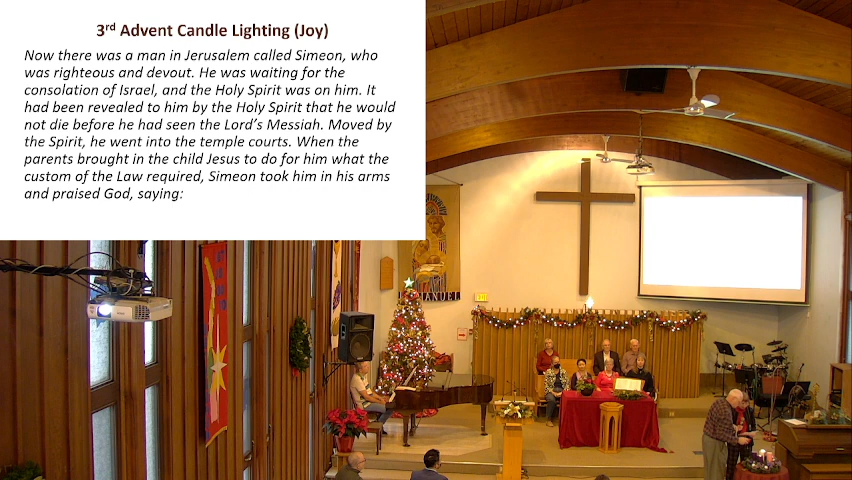 3rd Advent Candle Lighting (Joy)
Now there was a man in Jerusalem called Simeon, who
was righteous and devout. He was waiting for the
consolation of Israel, and the Holy Spirit was on him. It
had been revealed to him by the Holy Spirit that he would
not die before he had seen the Lord's Messiah. Moved by
the Spirit, he went into the temple courts. When the
parents brought in the child Jesus to do for him what the
custom of the Law required, Simeon took him in his arms
and praised God, saying: